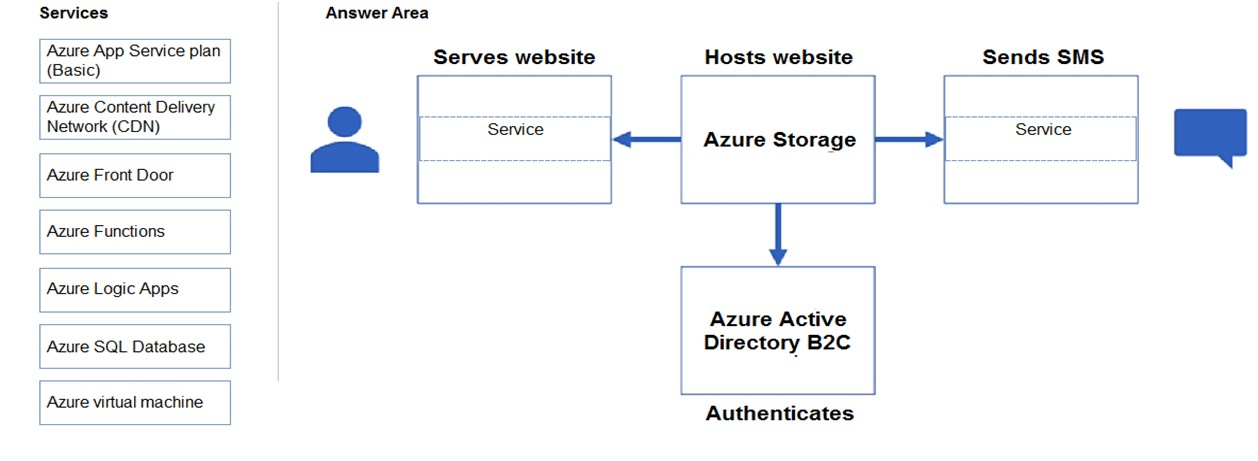 Services
Azure App Service plan
(Basic)
Azure Content Delivery
Network (CDN)
Azure Front Door
Azure Functions
Azure Logic Apps
Azure SQL Database
Azure virtual machine
Answer Area
Serves website
Service
Hosts website
Azure Storage
Sends SMS
Service
Azure Active
Directory B2C
Authenticates